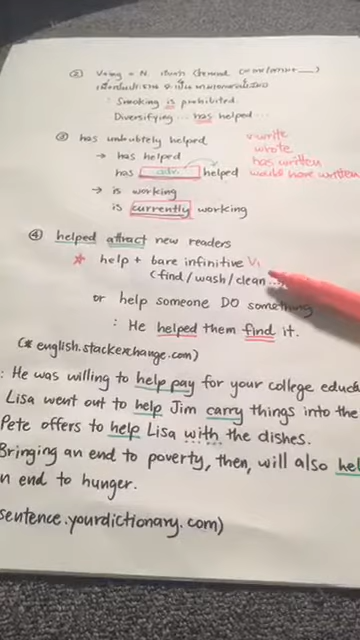 ② Ving = N.
: Smoking is prohibited.
Diversifying ... has helped ...
③ has undoubtely helped
→ has helped
has adv. helped
→ is working
is currently working
write
wrote
has written
would have written
④ helped attract new readers
* help + bare infinitive V1
(find/wash/clean ...
or help someone DO something
: He helped them find it.
(* english.stackexchange.com)
: He was willing to help pay for your college educ
Lisa went out to help Jim carry things into the
Pete offers to help Lisa with the dishes.
Bringing an end to poverty, then, will also hel
n end to hunger.
sentence.yourdictionary.com)